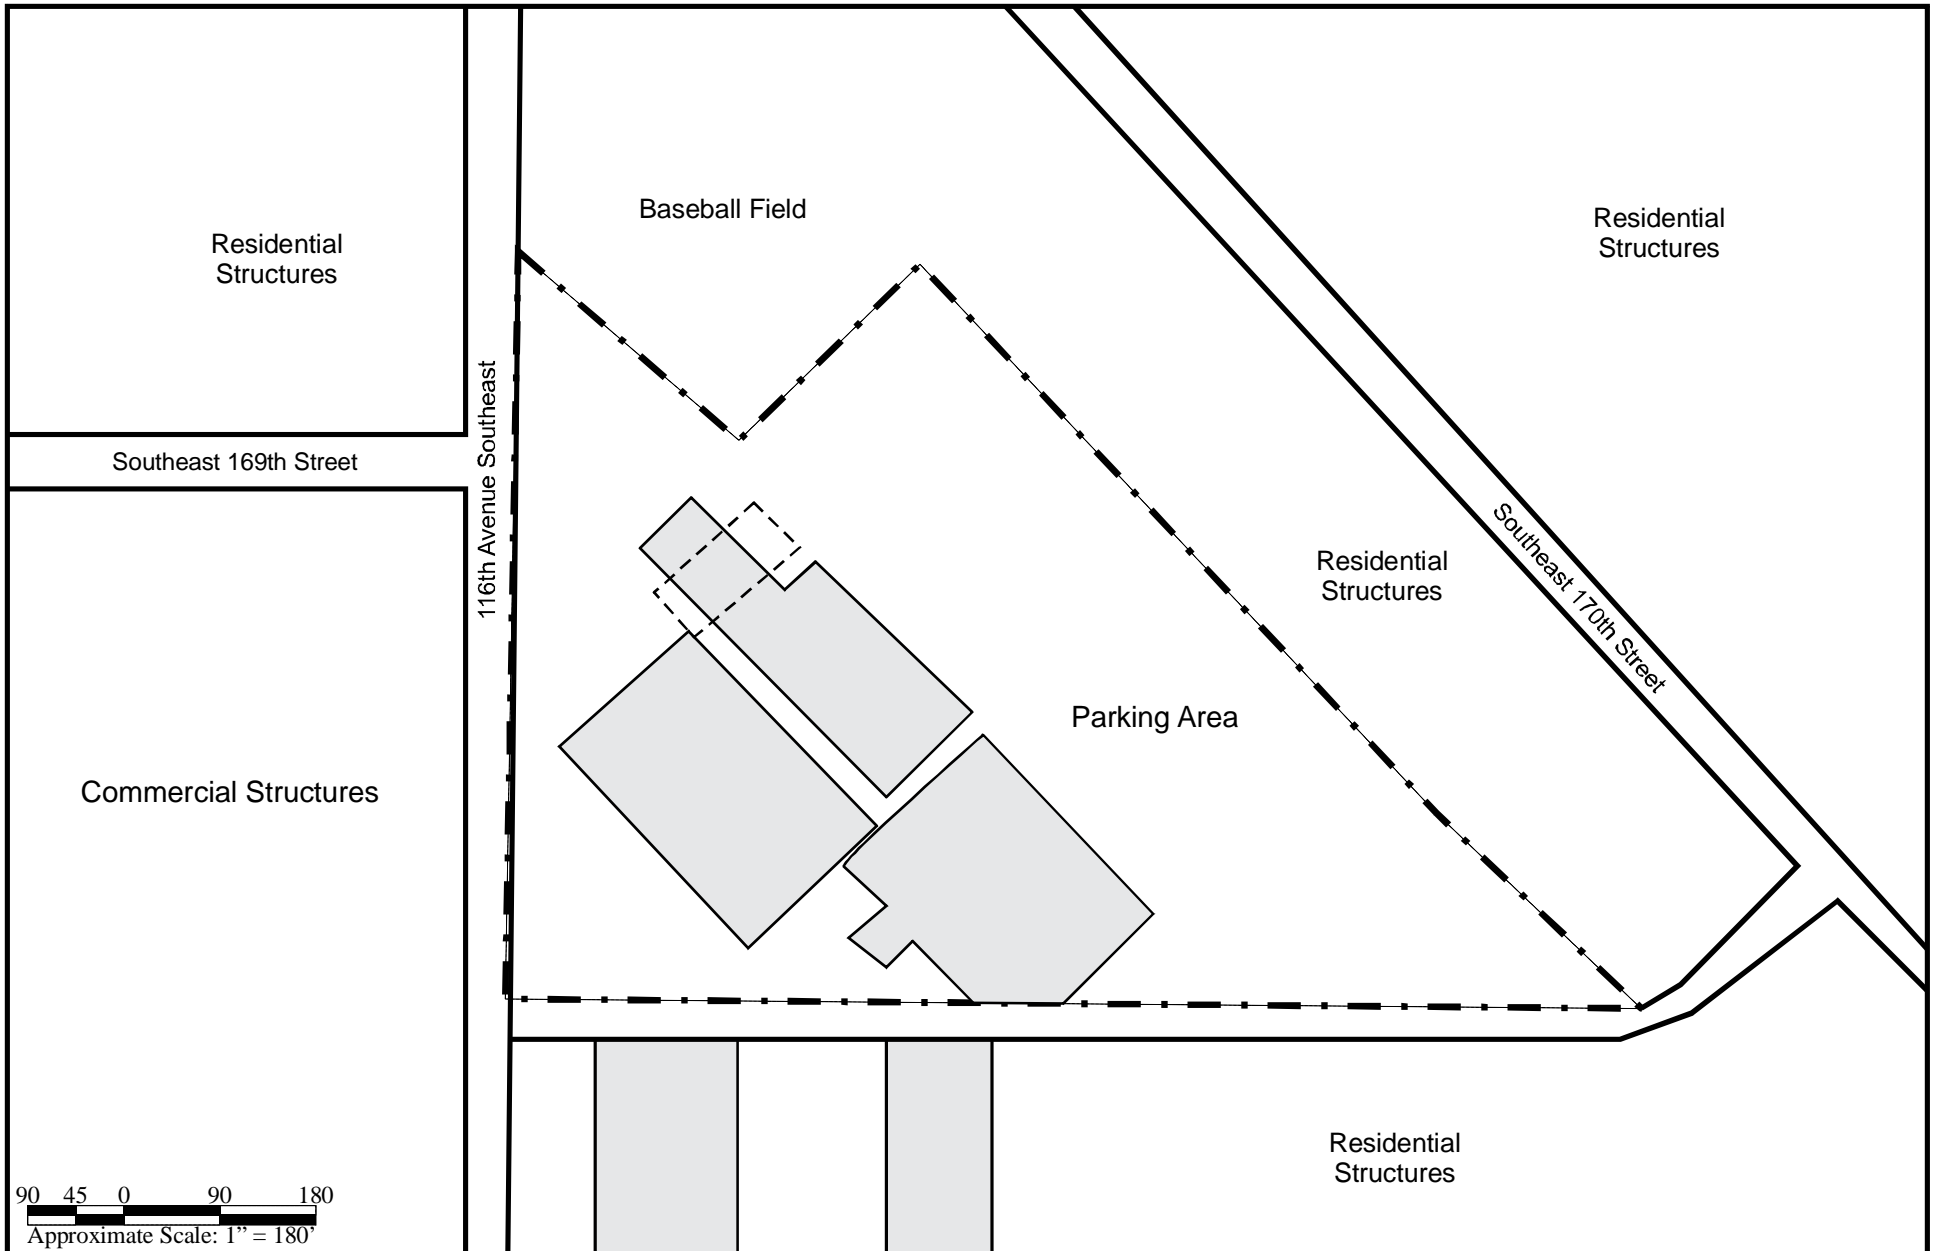 Baseball Field
Residential
Structures
Residential
Structures
116th Avenue Southeast
Southeast 169th Street
Southeast 170th Street
Residential
Structures
Parking Area
Commercial Structures
Residential
Structures
90 45 0 90 180
Approximate Scale: 1” = 180’